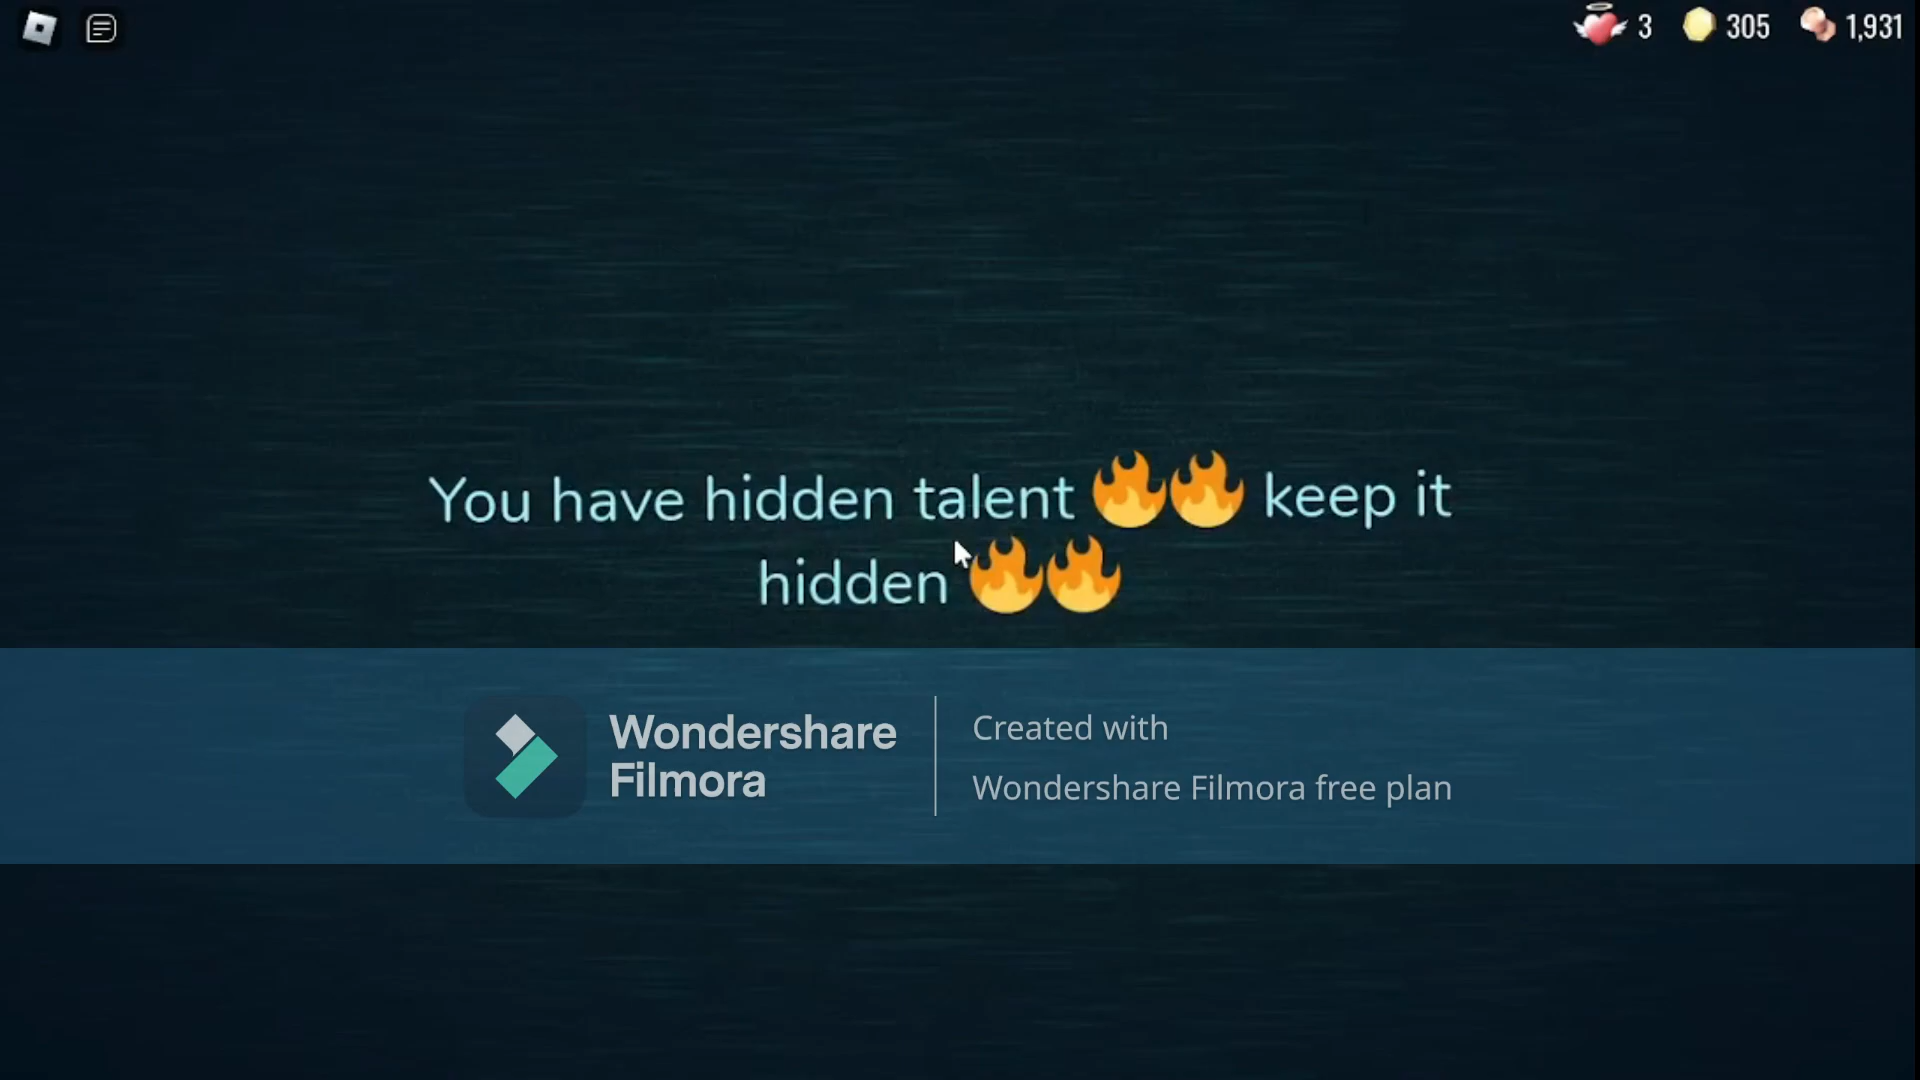 3 305 1,931
You have hidden talent 🔥🔥 keep it
hidden 🔥🔥
Wondershare
Filmora
Created with
Wondershare Filmora free plan